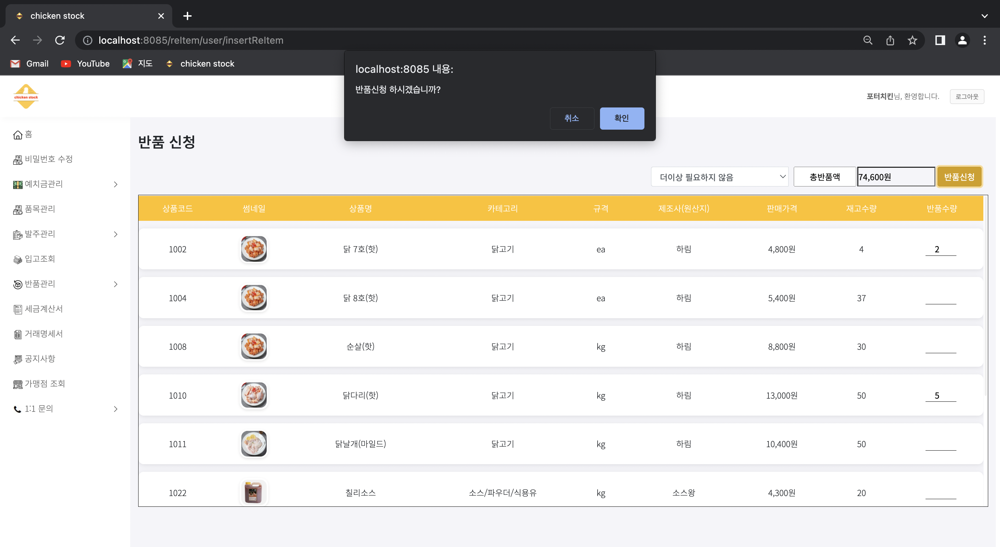 chicken stock
localhost:8085/reItem/user/insertReItem
Gmail YouTube 지도 chicken stock
localhost:8085 내용:
반품신청 하시겠습니까?
취소 확인
chicken stock
포터치킨님, 환영합니다. 로그아웃
홈
비밀번호 수정
예치금관리
품목관리
발주관리
입고조회
반품관리
세금계산서
거래명세서
공지사항
가맹점 조회
1:1 문의
반품 신청
더이상 필요하지 않음 총반품액 74,600원 반품신청
상품코드 썸네일 상품명 카테고리 규격 제조사(원산지) 판매가격 재고수량 반품수량
1002 닭 7호(핫) 닭고기 ea 하림 4,800원 4 2
1004 닭 8호(핫) 닭고기 ea 하림 5,400원 37
1008 순살(핫) 닭고기 kg 하림 8,800원 30
1010 닭다리(핫) 닭고기 kg 하림 13,000원 50 5
1011 닭날개(마일드) 닭고기 kg 하림 10,400원 50
1022 칠리소스 소스/파우더/식용유 kg 소스왕 4,300원 20